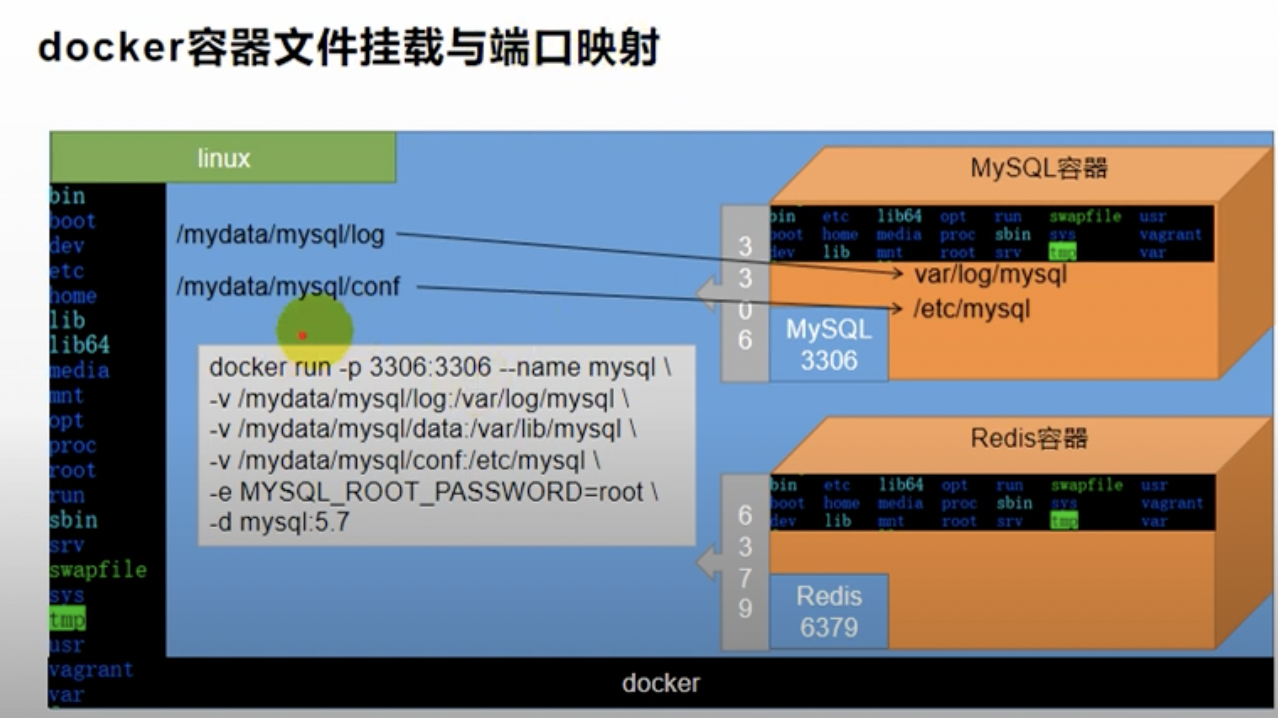 docker容器文件挂载与端口映射
linux
bin
boot
dev
etc
home
lib
lib64
media
mnt
opt
proc
root
run
sbin
srv
swapfile
sys
tmp
usr
vagrant
var
/mydata/mysql/log
/mydata/mysql/conf
docker run -p 3306:3306 --name mysql \
-v /mydata/mysql/log:/var/log/mysql \
-v /mydata/mysql/data:/var/lib/mysql \
-v /mydata/mysql/conf:/etc/mysql \
-e MYSQL_ROOT_PASSWORD=root \
-d mysql:5.7
MySQL容器
bin etc lib64 opt run swapfile usr
boot home media proc sbin sys vagrant
dev lib mnt root srv tmp var
3
3
0
6
var/log/mysql
/etc/mysql
MySQL
3306
Redis容器
bin etc lib64 opt run swapfile usr
boot home media proc sbin sys vagrant
dev lib mnt root srv tmp var
6
3
7
9
Redis
6379
docker